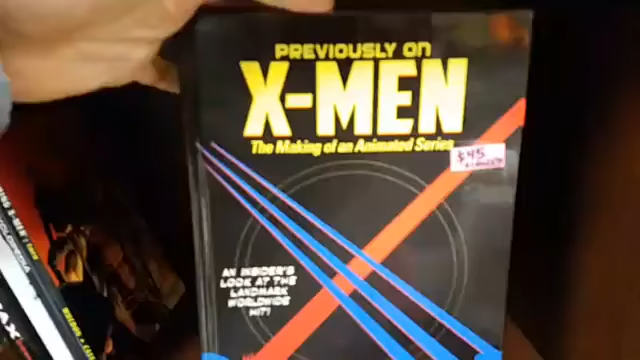 PREVIOUSLY ON
X-MEN
The Making of an Animated Series
$45
AN INSIDER'S
LOOK AT THE
LANDMARK
WORLDWIDE
HIT!